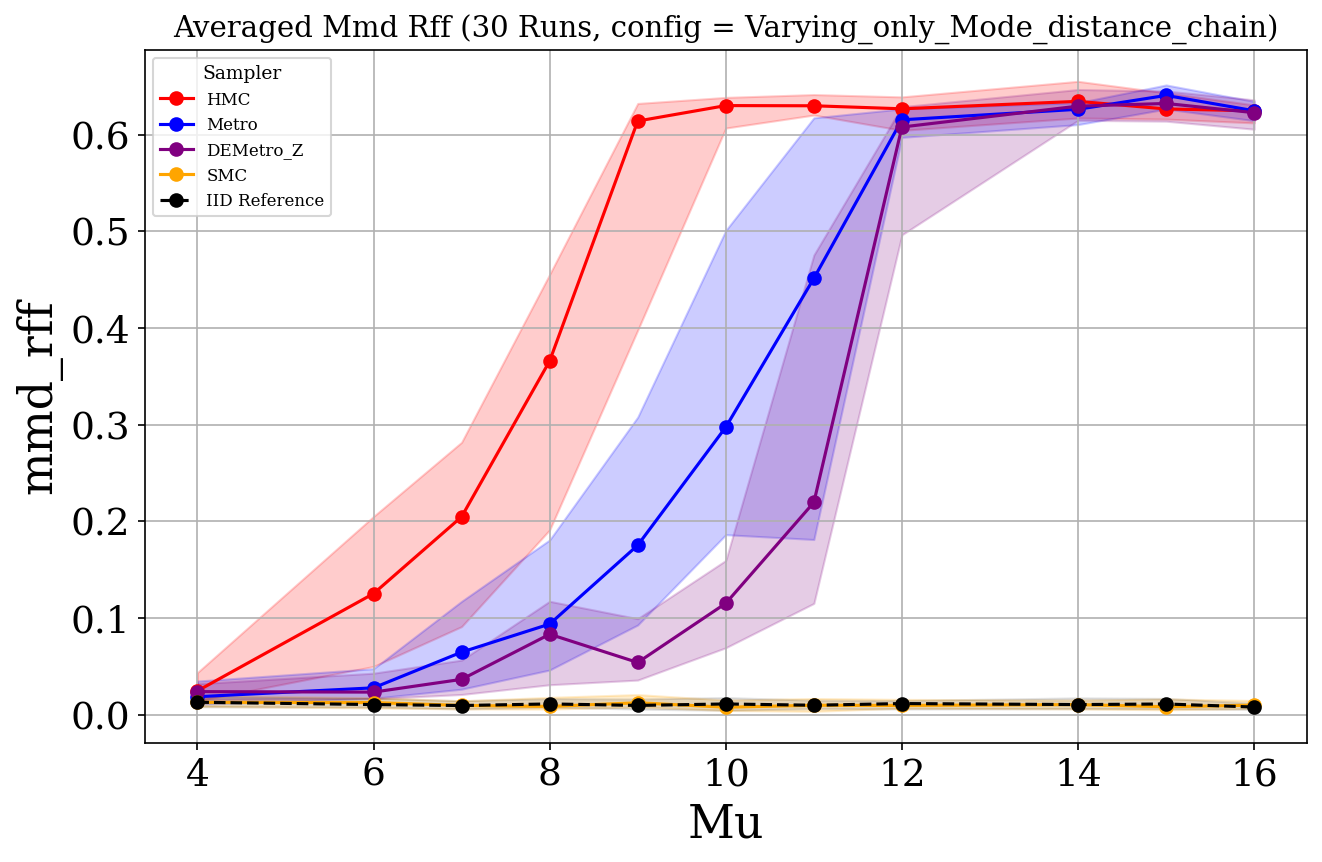 Averaged Mmd Rff (30 Runs, config = Varying_only_Mode_distance_chain)
Sampler
HMC
Metro
DEMetro_Z
SMC
IID Reference
mmd_rff
0.6
0.5
0.4
0.3
0.2
0.1
0.0
4 6 8 10 12 14 16
Mu